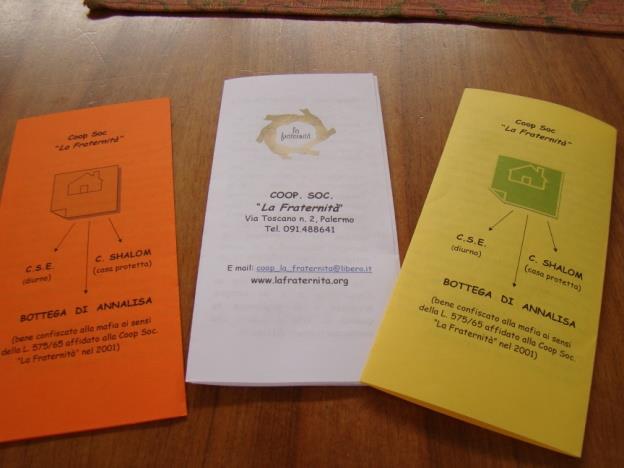 Coop Soc
"La Fraternità"
C.S.E.
(diurno)
C. SHALOM
(casa protetta)
BOTTEGA DI ANNALISA
(bene confiscato alla mafia ai sensi
della L. 575/65 affidato alla Coop Soc.
"La Fraternità" nel 2001)
la
fraternità
COOP. SOC.
"La Fraternità"
Via Toscano n. 2, Palermo
Tel. 091.488641
E mail: coop_la_fraternita@libero.it
www.lafraternita.org
Coop Soc
"La Fraternità"
C.S.E.
(diurno)
C. SHALOM
(casa protetta)
BOTTEGA DI ANNALISA
(bene confiscato alla mafia ai sensi
della L. 575/65 affidato alla Coop Soc.
"La Fraternità" nel 2001)